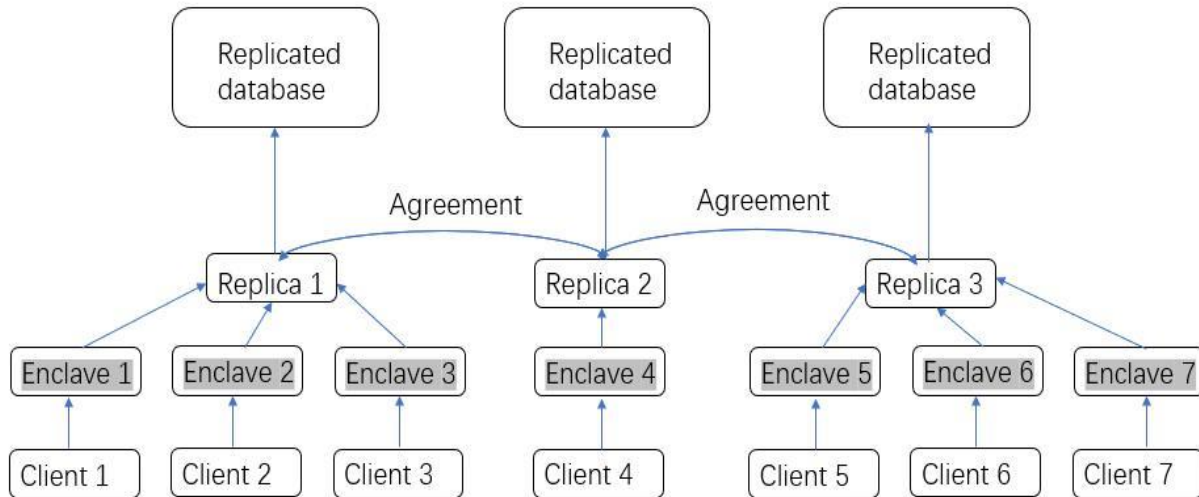 Replicated
database
Replicated
database
Replicated
database
Agreement
Agreement
Replica 1
Replica 2
Replica 3
Enclave 1
Enclave 2
Enclave 3
Enclave 4
Enclave 5
Enclave 6
Enclave 7
Client 1
Client 2
Client 3
Client 4
Client 5
Client 6
Client 7